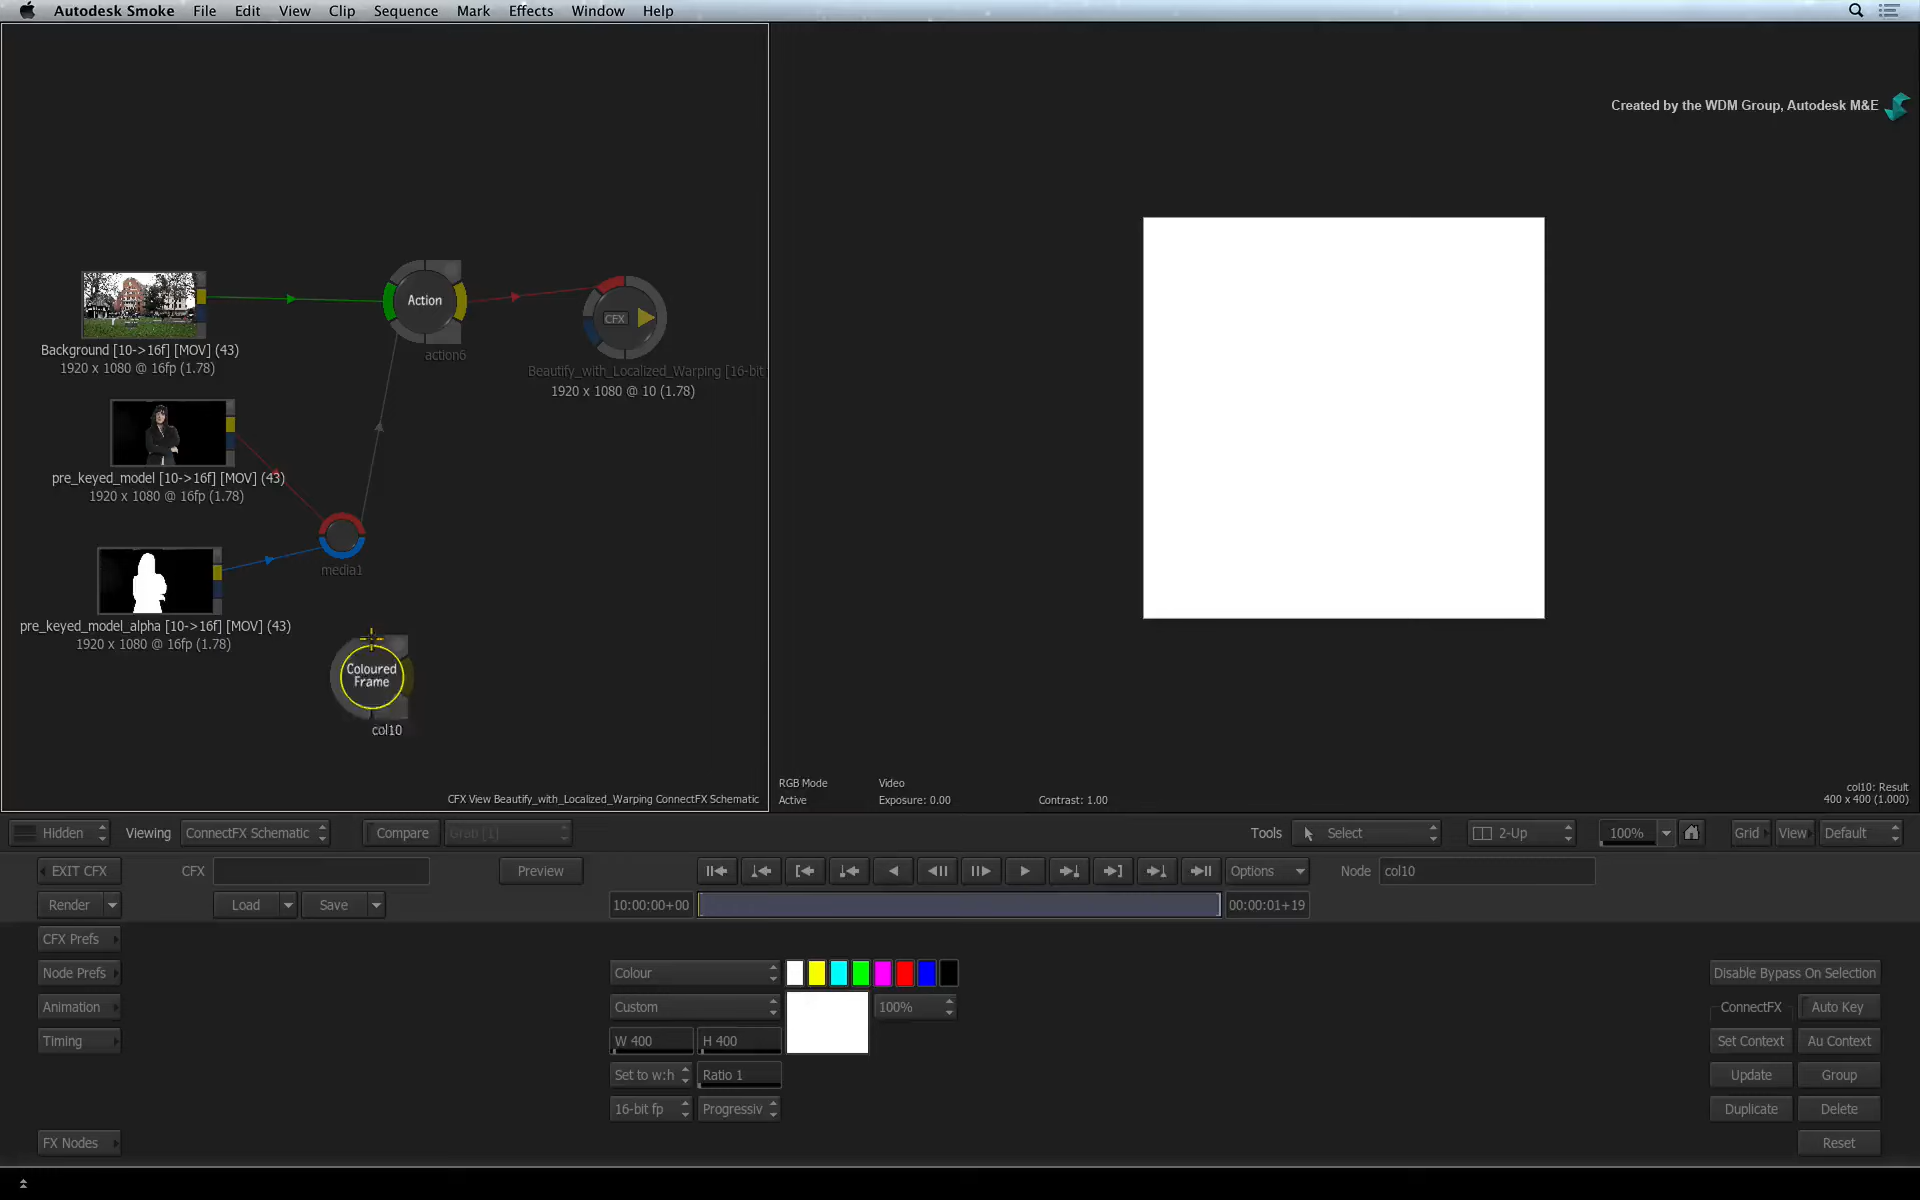 Autodesk Smoke File Edit View Clip Sequence Mark Effects Window Help
Created by the WDM Group, Autodesk M&E
Action
action6
CFX
Background [10->16f] [MOV] (43)
1920 x 1080 @ 16fp (1.78)
Beautify_with_Localized_Warping [16-bit
1920 x 1080 @ 10 (1.78)
pre_keyed_model [10->16f] [MOV] (43)
1920 x 1080 @ 16fp (1.78)
media1
pre_keyed_model_alpha [10->16f] [MOV] (43)
1920 x 1080 @ 16fp (1.78)
Coloured
Frame
col10
CFX View Beautify_with_Localized_Warping ConnectFX Schematic
RGB Mode Video
Active Exposure: 0.00 Contrast: 1.00
col10: Result
400 x 400 (1.000)
Hidden Viewing ConnectFX Schematic Compare Tools Select 2-Up 100% Grid View Default
EXIT CFX CFX Preview Options Node col10
Render Load Save 10:00:00+00 00:00:01+19
CFX Prefs
Node Prefs Colour Disable Bypass On Selection
Animation Custom 100% ConnectFX Auto Key
Timing W 400 H 400 Set Context Au Context
Set to w:h Ratio 1 Update Group
16-bit fp Progressiv Duplicate Delete
FX Nodes Reset